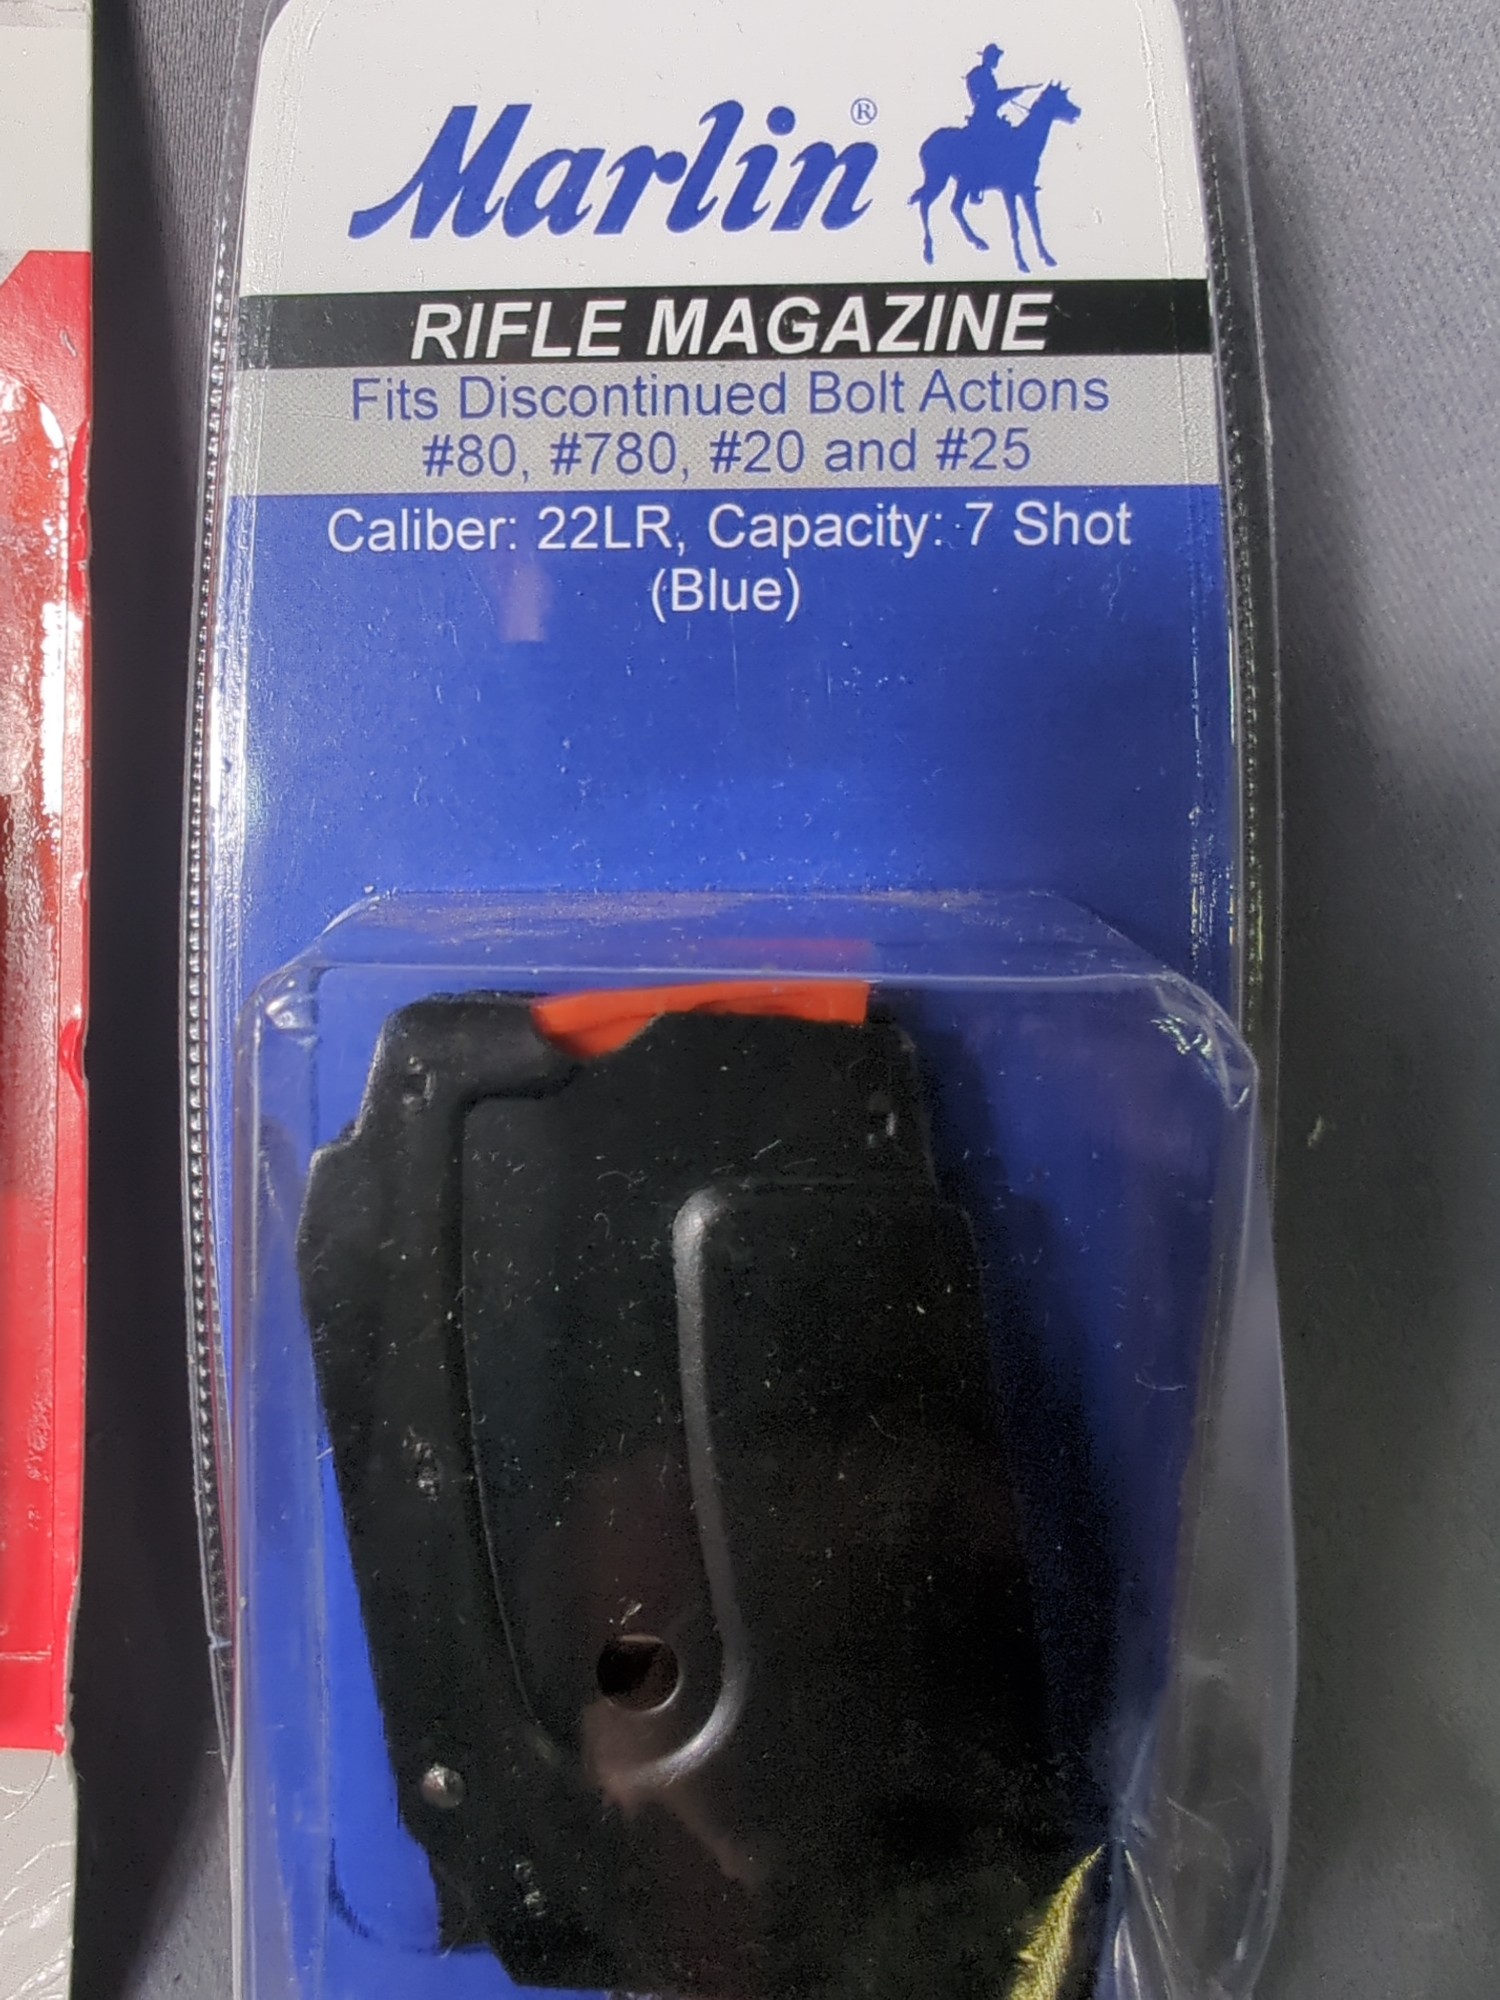 Marlin®
RIFLE MAGAZINE
Fits Discontinued Bolt Actions
#80, #780, #20 and #25
Caliber: 22LR, Capacity: 7 Shot
(Blue)